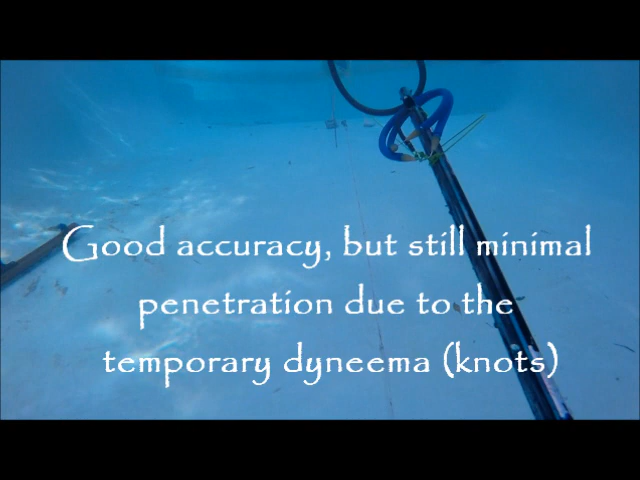 Good accuracy, but still minimal
penetration due to the
temporary dyneema (knots)